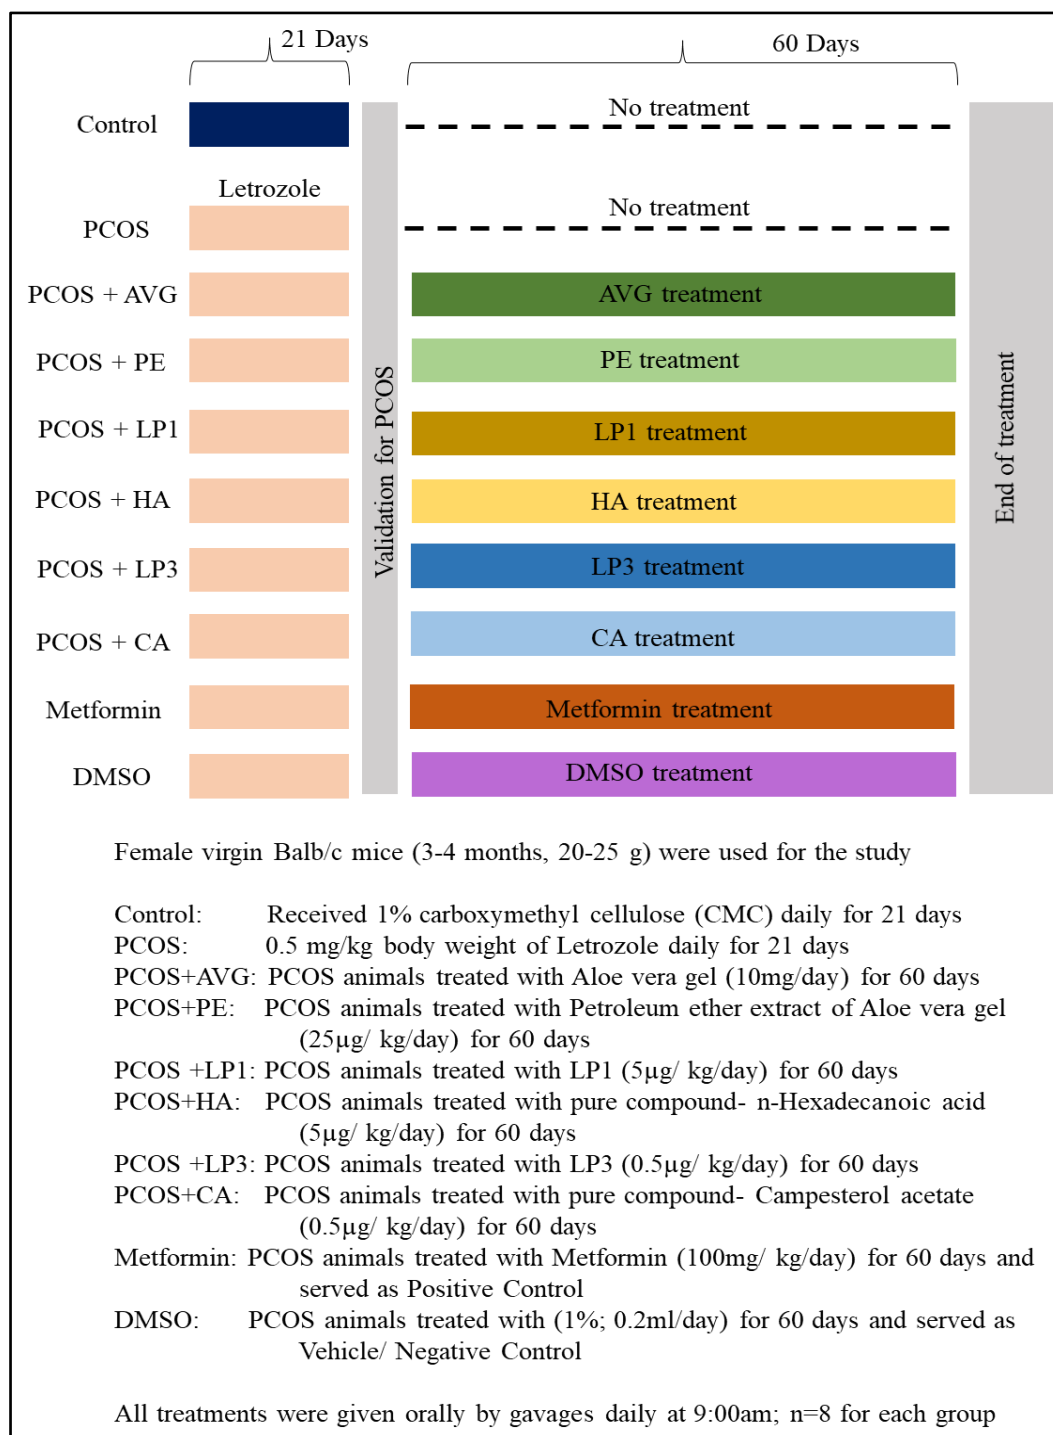 21 Days
60 Days
Control
No treatment
Letrozole
PCOS
No treatment
PCOS + AVG
AVG treatment
PCOS + PE
PE treatment
PCOS + LP1
LP1 treatment
PCOS + HA
HA treatment
PCOS + LP3
LP3 treatment
PCOS + CA
CA treatment
Metformin
Metformin treatment
DMSO
DMSO treatment
Validation for PCOS
End of treatment
Female virgin Balb/c mice (3-4 months, 20-25 g) were used for the study
Control: Received 1% carboxymethyl cellulose (CMC) daily for 21 days
PCOS: 0.5 mg/kg body weight of Letrozole daily for 21 days
PCOS+AVG: PCOS animals treated with Aloe vera gel (10mg/day) for 60 days
PCOS+PE: PCOS animals treated with Petroleum ether extract of Aloe vera gel
(25µg/ kg/day) for 60 days
PCOS +LP1: PCOS animals treated with LP1 (5µg/ kg/day) for 60 days
PCOS+HA: PCOS animals treated with pure compound- n-Hexadecanoic acid
(5µg/ kg/day) for 60 days
PCOS +LP3: PCOS animals treated with LP3 (0.5µg/ kg/day) for 60 days
PCOS+CA: PCOS animals treated with pure compound- Campesterol acetate
(0.5µg/ kg/day) for 60 days
Metformin: PCOS animals treated with Metformin (100mg/ kg/day) for 60 days and
served as Positive Control
DMSO: PCOS animals treated with (1%; 0.2ml/day) for 60 days and served as
Vehicle/ Negative Control
All treatments were given orally by gavages daily at 9:00am; n=8 for each group